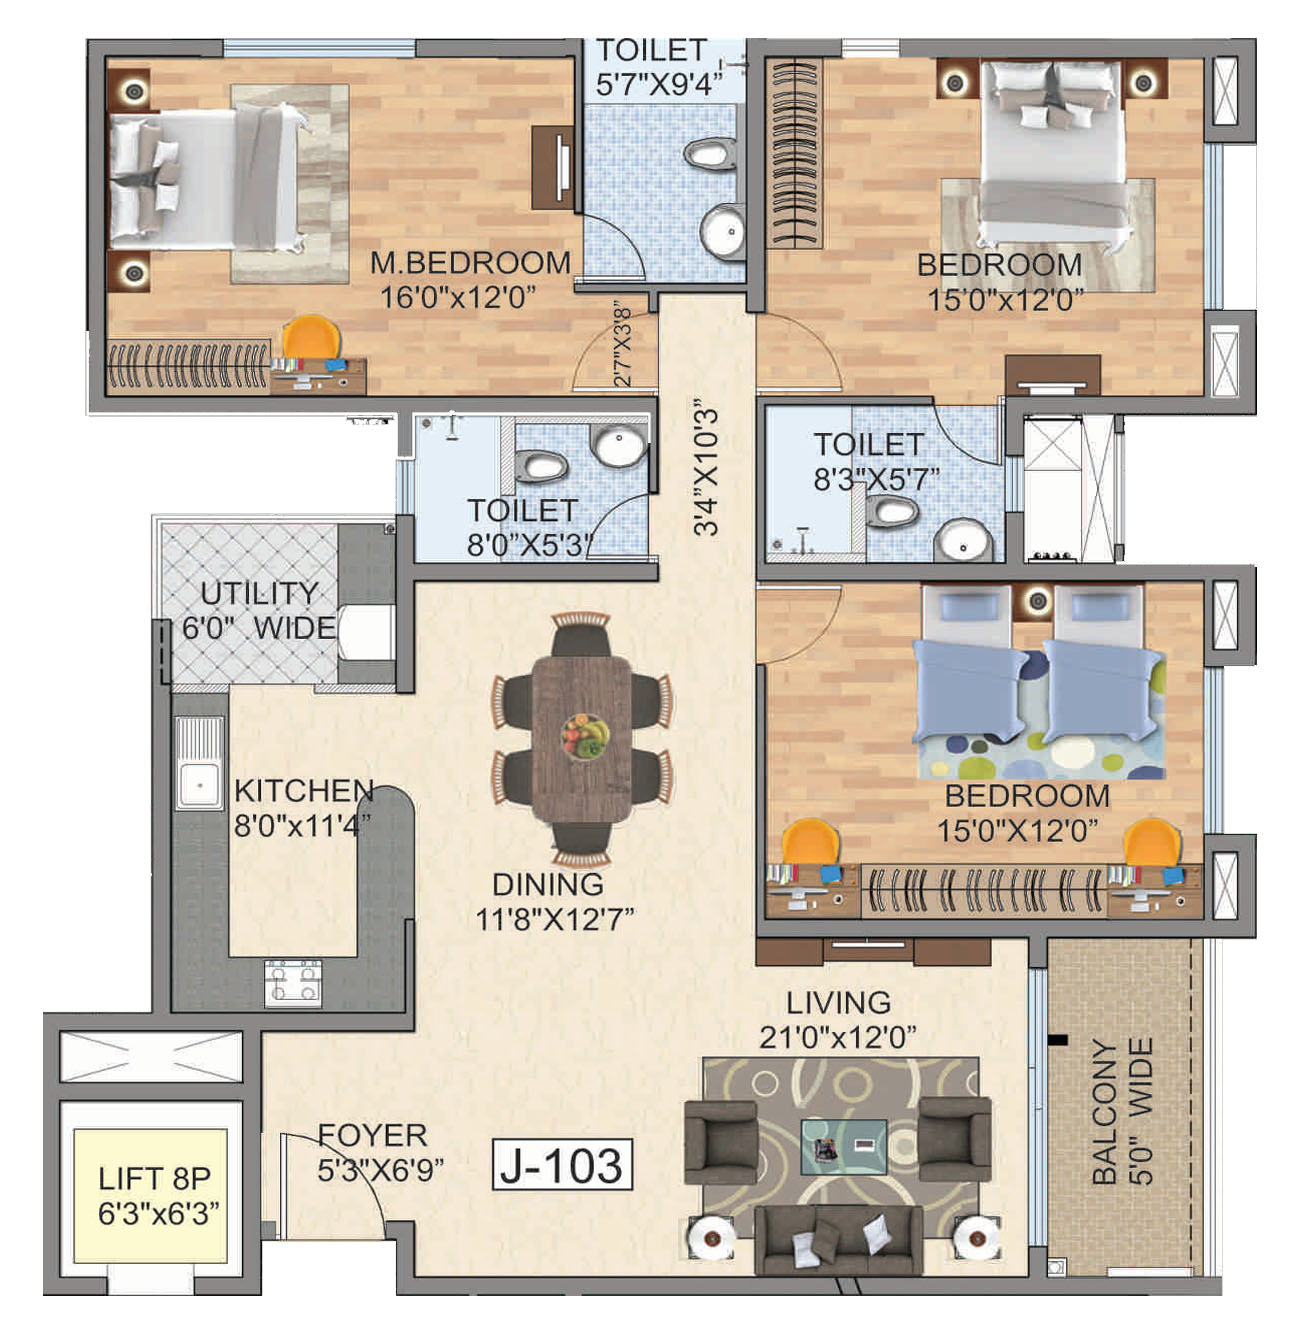 TOILET
5'7"X9'4"
M.BEDROOM
16'0"x12'0"
BEDROOM
15'0"x12'0"
2'7"X3'8"
3'4"X10'3"
TOILET
8'3"X5'7"
TOILET
8'0"X5'3"
UTILITY
6'0" WIDE
KITCHEN
8'0"x11'4"
BEDROOM
15'0"X12'0"
DINING
11'8"X12'7"
LIVING
21'0"x12'0"
BALCONY
5'0" WIDE
FOYER
5'3"X6'9"
J-103
LIFT 8P
6'3"x6'3"